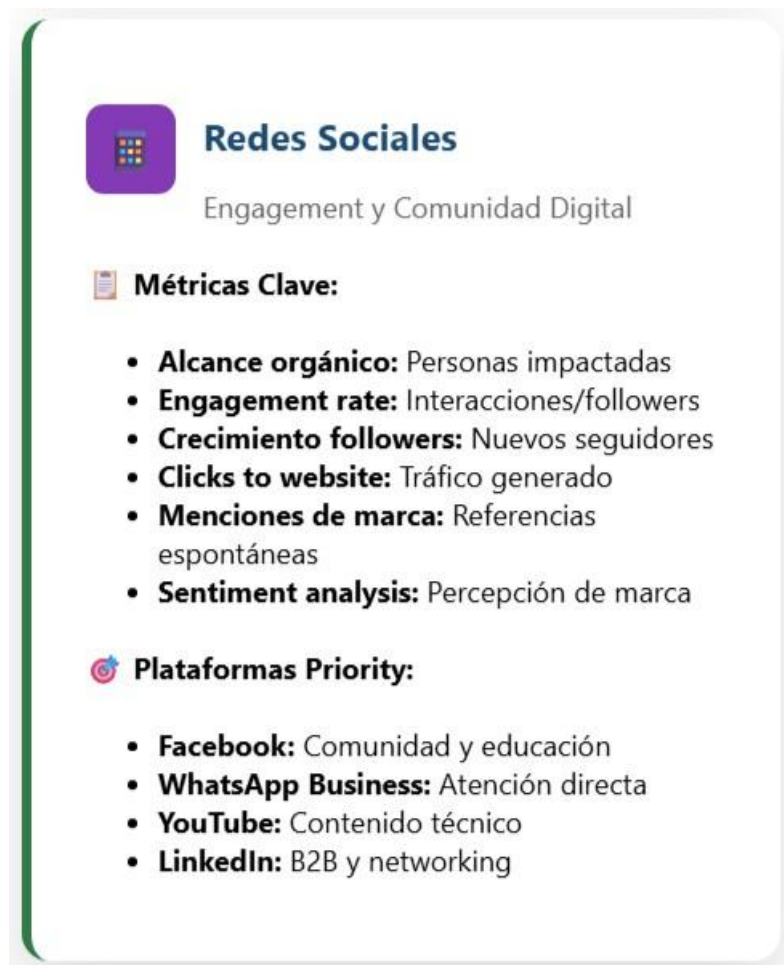 Redes Sociales
Engagement y Comunidad Digital
Métricas Clave:
Alcance orgánico: Personas impactadas
Engagement rate: Interacciones/followers
Crecimiento followers: Nuevos seguidores
Clicks to website: Tráfico generado
Menciones de marca: Referencias
espontáneas
Sentiment analysis: Percepción de marca
Plataformas Priority:
Facebook: Comunidad y educación
WhatsApp Business: Atención directa
YouTube: Contenido técnico
LinkedIn: B2B y networking